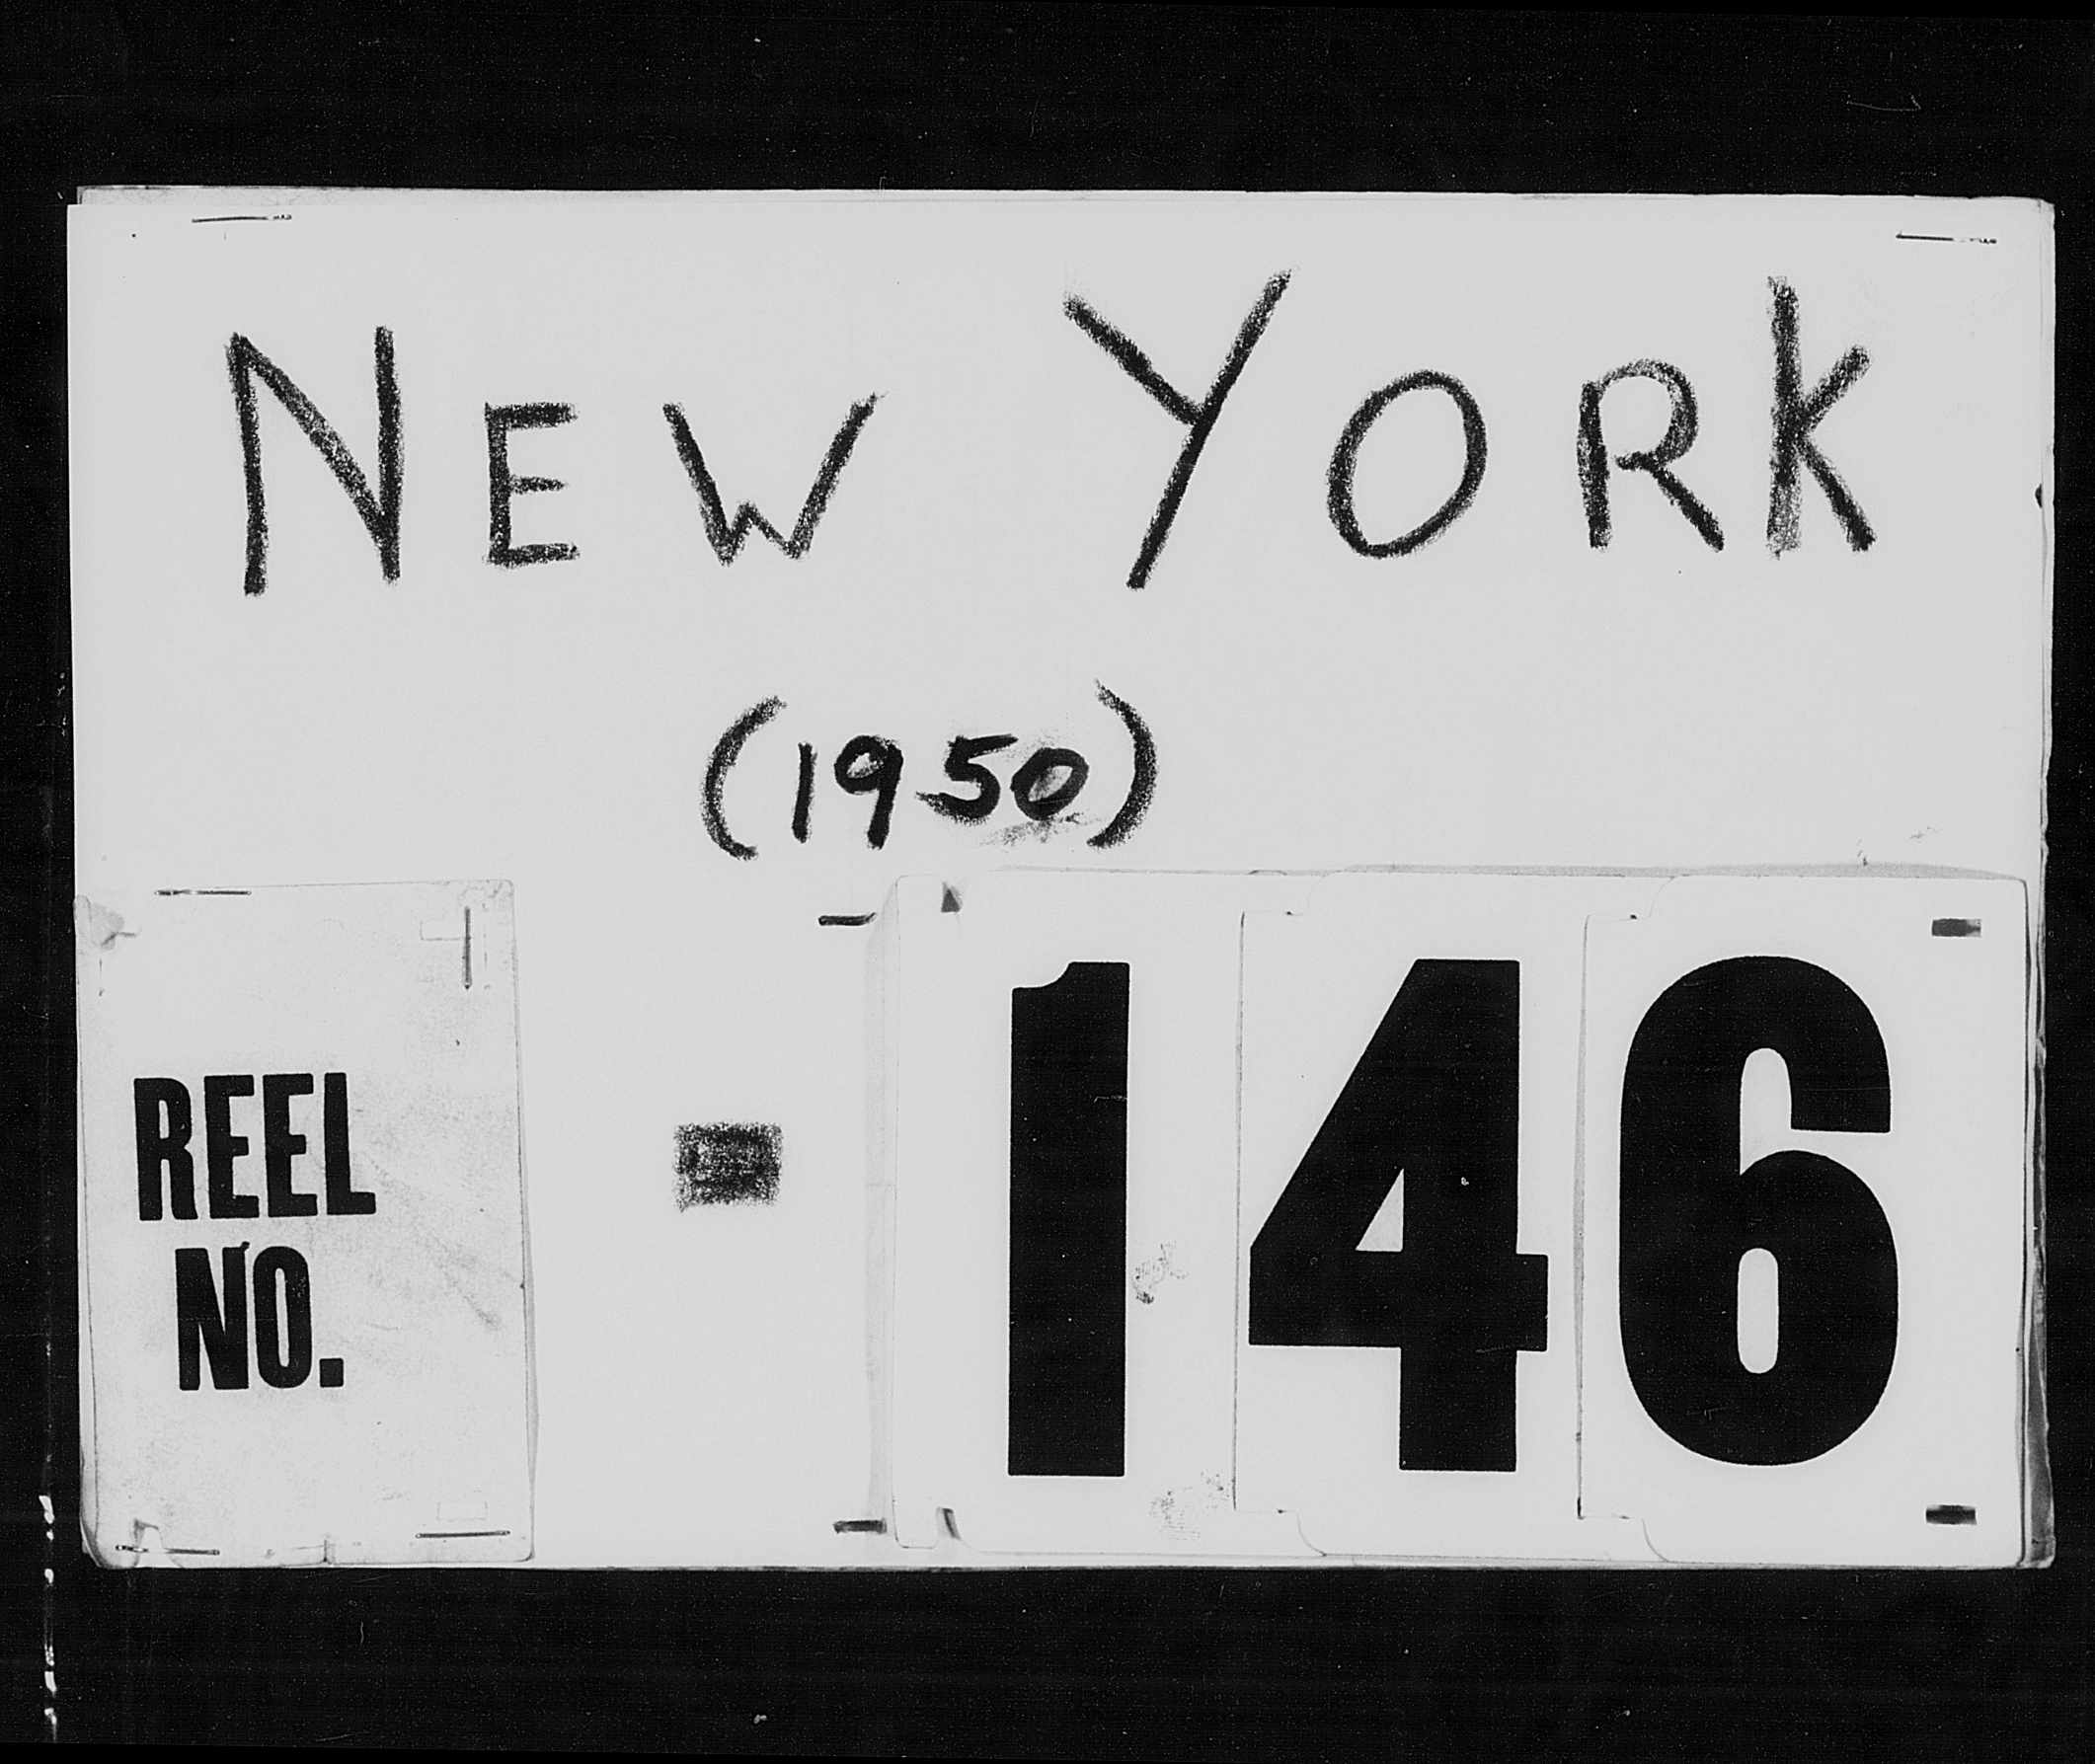 NEW YORK
(1950)
REEL
NO. - 146